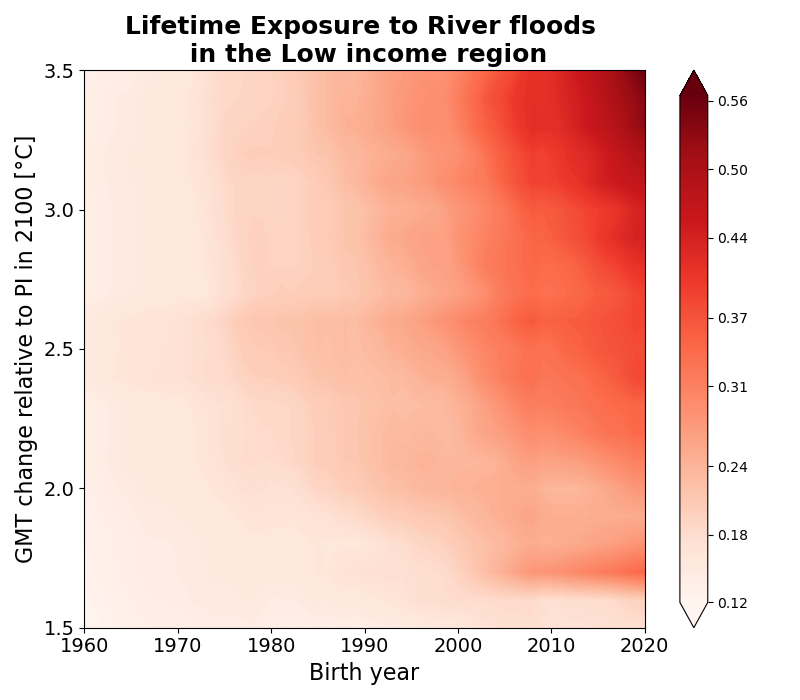 Lifetime Exposure to River floods
in the Low income region
GMT change relative to PI in 2100 [°C]
3.5
3.0
2.5
2.0
1.5
1960 1970 1980 1990 2000 2010 2020
Birth year
0.56
0.50
0.44
0.37
0.31
0.24
0.18
0.12